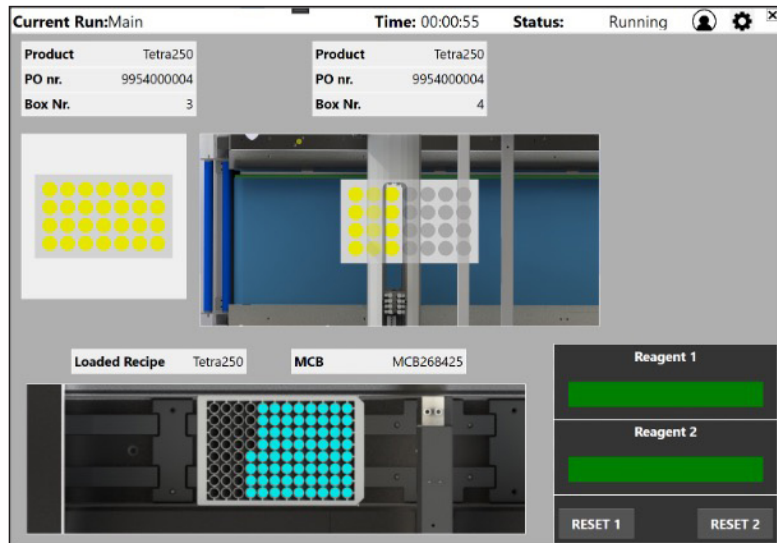 Current Run:Main Time: 00:00:55 Status: Running
Product Tetra250
PO nr. 9954000004
Box Nr. 3
Product Tetra250
PO nr. 9954000004
Box Nr. 4
Loaded Recipe Tetra250
MCB MCB268425
Reagent 1
Reagent 2
RESET 1 RESET 2